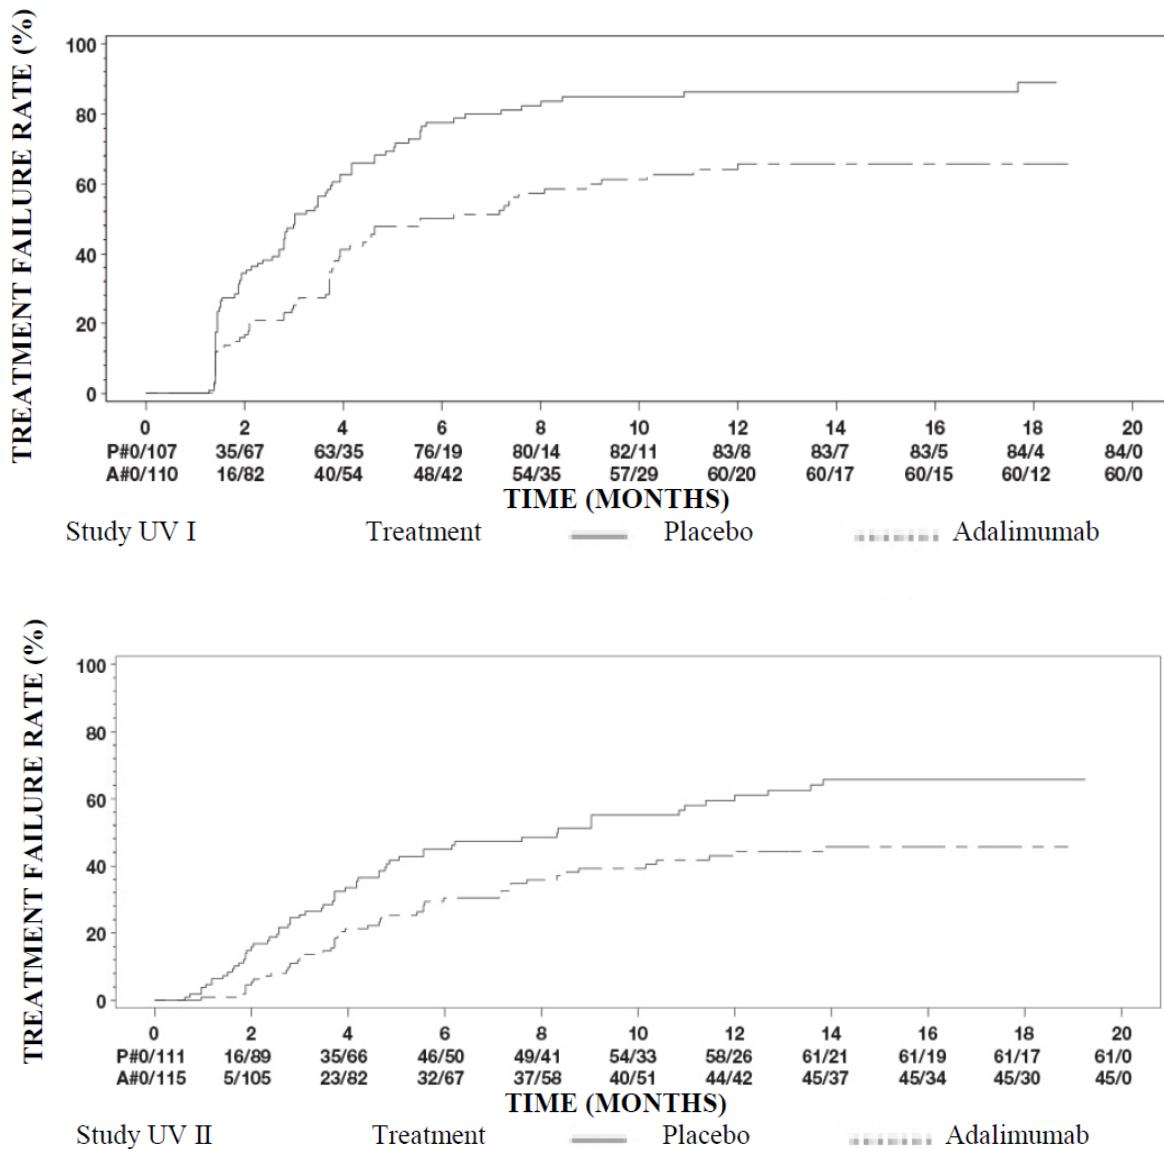 TREATMENT FAILURE RATE (%)
100
80
60
40
20
0
0 2 4 6 8 10 12 14 16 18 20
P#0/107 35/67 63/35 76/19 80/14 82/11 83/8 83/7 83/5 84/4 84/0
A#0/110 16/82 40/54 48/42 54/35 57/29 60/20 60/17 60/15 60/12 60/0
TIME (MONTHS)
Study UV I Treatment Placebo Adalimumab
TREATMENT FAILURE RATE (%)
100
80
60
40
20
0
0 2 4 6 8 10 12 14 16 18 20
P#0/111 16/89 35/66 46/50 49/41 54/33 58/26 61/21 61/19 61/17 61/0
A#0/115 5/105 23/82 32/67 37/58 40/51 44/42 45/37 45/34 45/30 45/0
TIME (MONTHS)
Study UV II Treatment Placebo Adalimumab